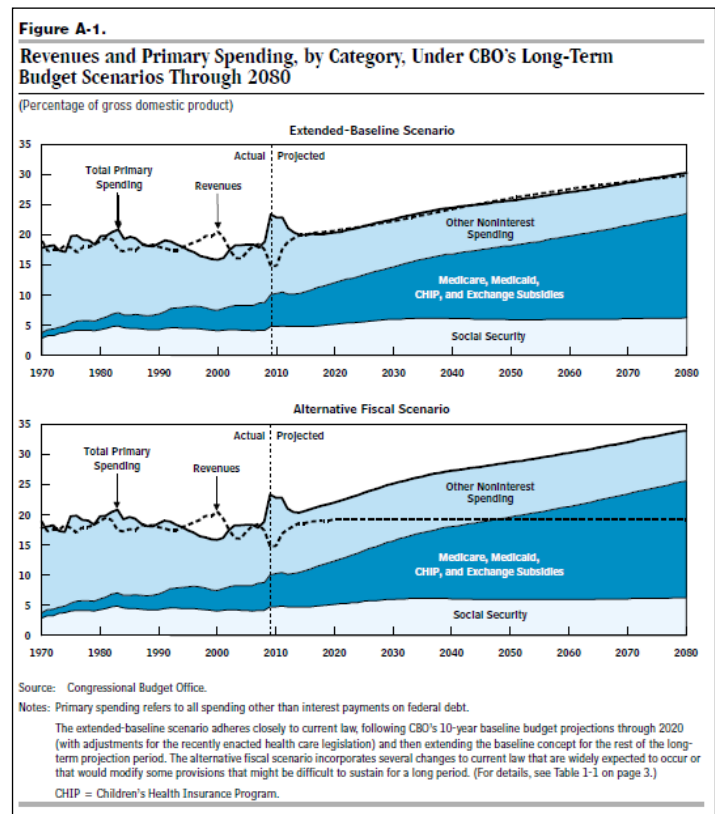 Figure A-1.
Revenues and Primary Spending, by Category, Under CBO's Long-Term
Budget Scenarios Through 2080
(Percentage of gross domestic product)
Extended-Baseline Scenario
35
30
25
20
15
10
5
0
Actual
Projected
Total Primary
Spending
Revenues
Other Noninterest
Spending
Medicare, Medicaid,
CHIP, and Exchange Subsidies
Social Security
1970 1980 1990 2000 2010 2020 2030 2040 2050 2060 2070 2080
Alternative Fiscal Scenario
35
30
25
20
15
10
5
0
Actual
Projected
Total Primary
Spending
Revenues
Other Noninterest
Spending
Medicare, Medicaid,
CHIP, and Exchange Subsidies
Social Security
1970 1980 1990 2000 2010 2020 2030 2040 2050 2060 2070 2080
Source: Congressional Budget Office.
Notes: Primary spending refers to all spending other than interest payments on federal debt.
The extended-baseline scenario adheres closely to current law, following CBO's 10-year baseline budget projections through 2020
(with adjustments for the recently enacted health care legislation) and then extending the baseline concept for the rest of the long-
term projection period. The alternative fiscal scenario incorporates several changes to current law that are widely expected to occur or
that would modify some provisions that might be difficult to sustain for a long period. (For details, see Table 1-1 on page 3.)
CHIP = Children's Health Insurance Program.